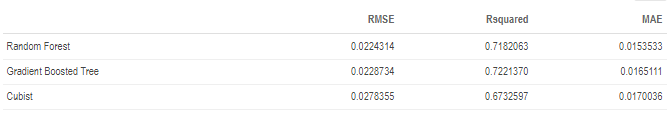 RMSE Rsquared MAE
Random Forest 0.0224314 0.7182063 0.0153533
Gradient Boosted Tree 0.0228734 0.7221370 0.0165111
Cubist 0.0278355 0.6732597 0.0170036